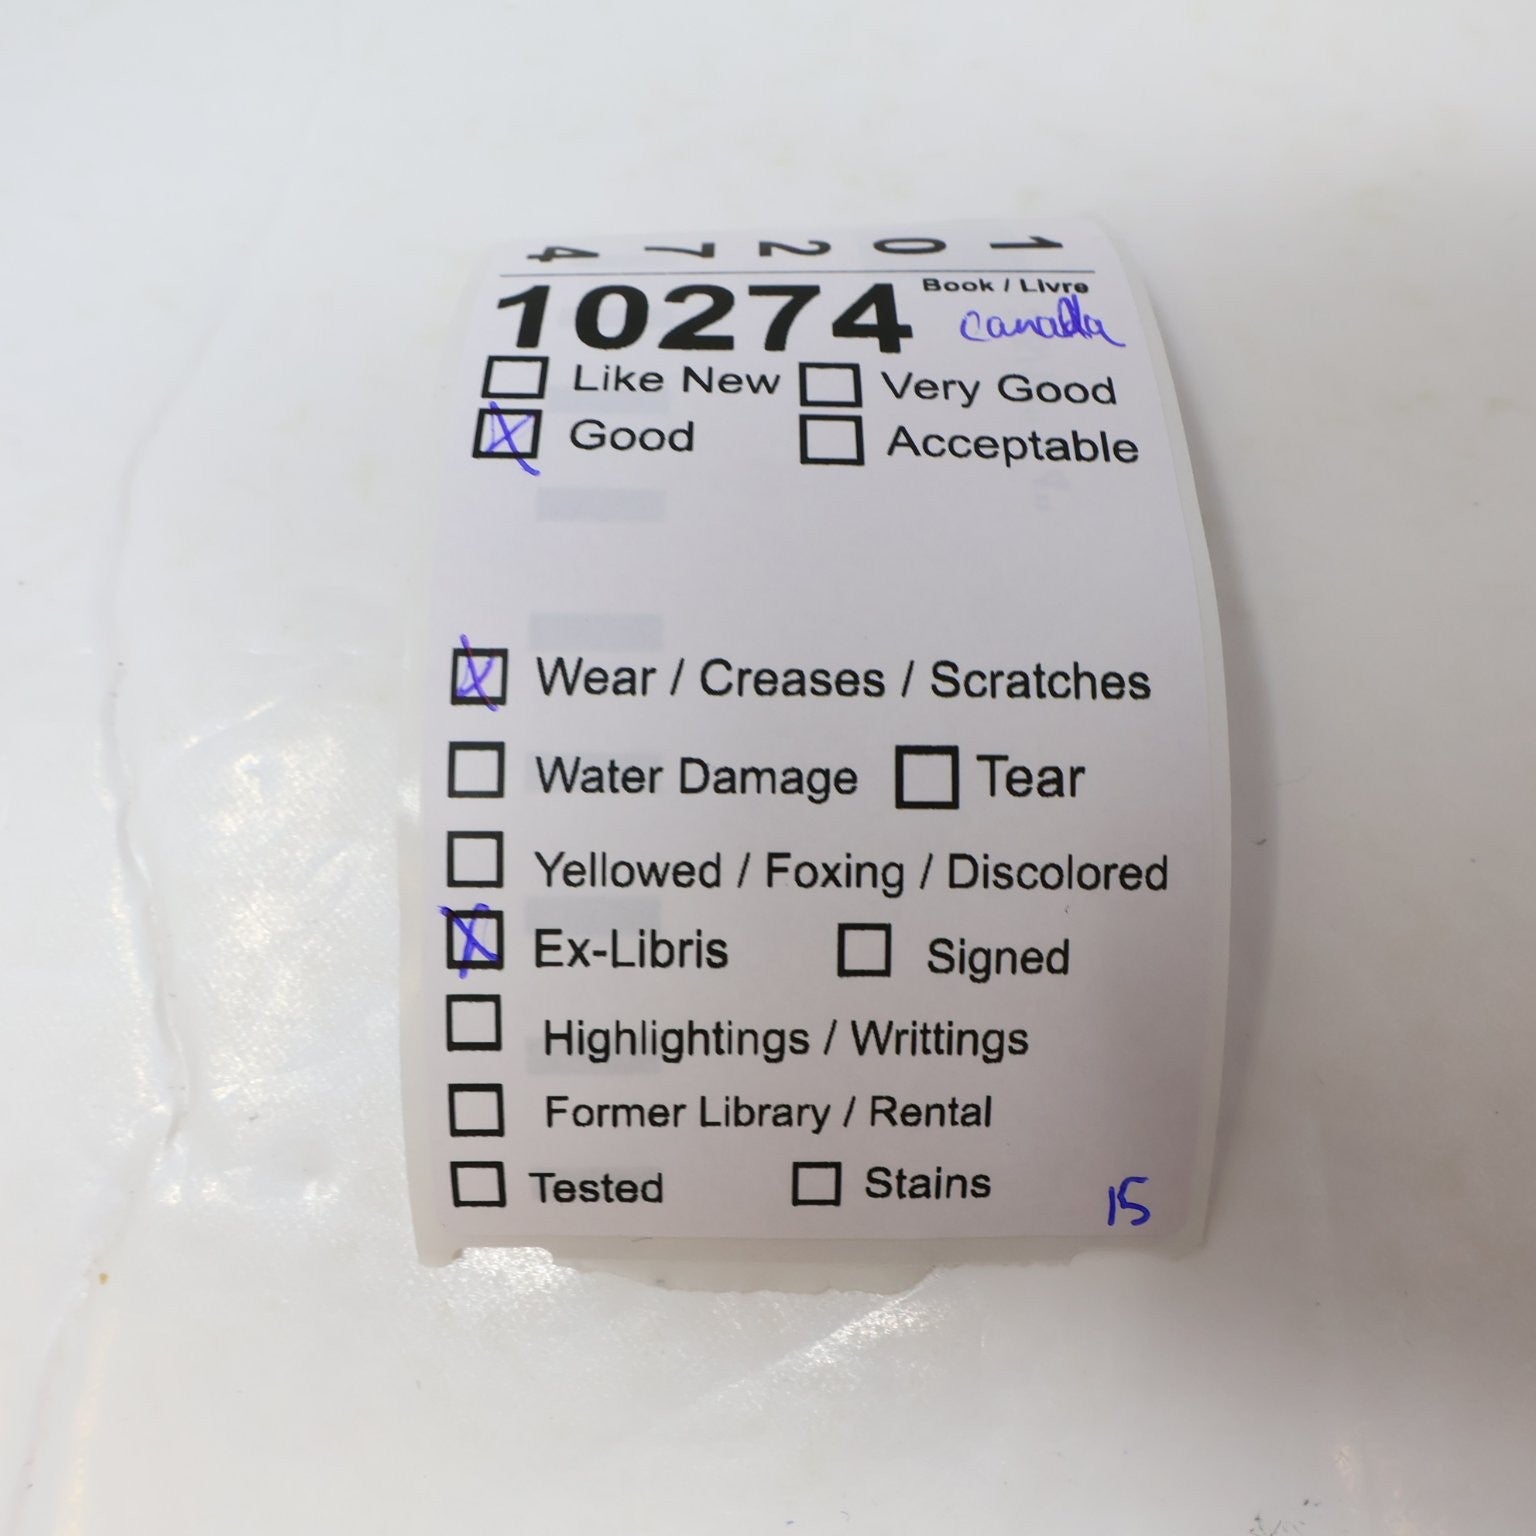 10274
10274 Book / Livre
Canada
Like New Very Good
Good Acceptable
Wear / Creases / Scratches
Water Damage Tear
Yellowed / Foxing / Discolored
Ex-Libris Signed
Highlightings / Writtings
Former Library / Rental
Tested Stains
15